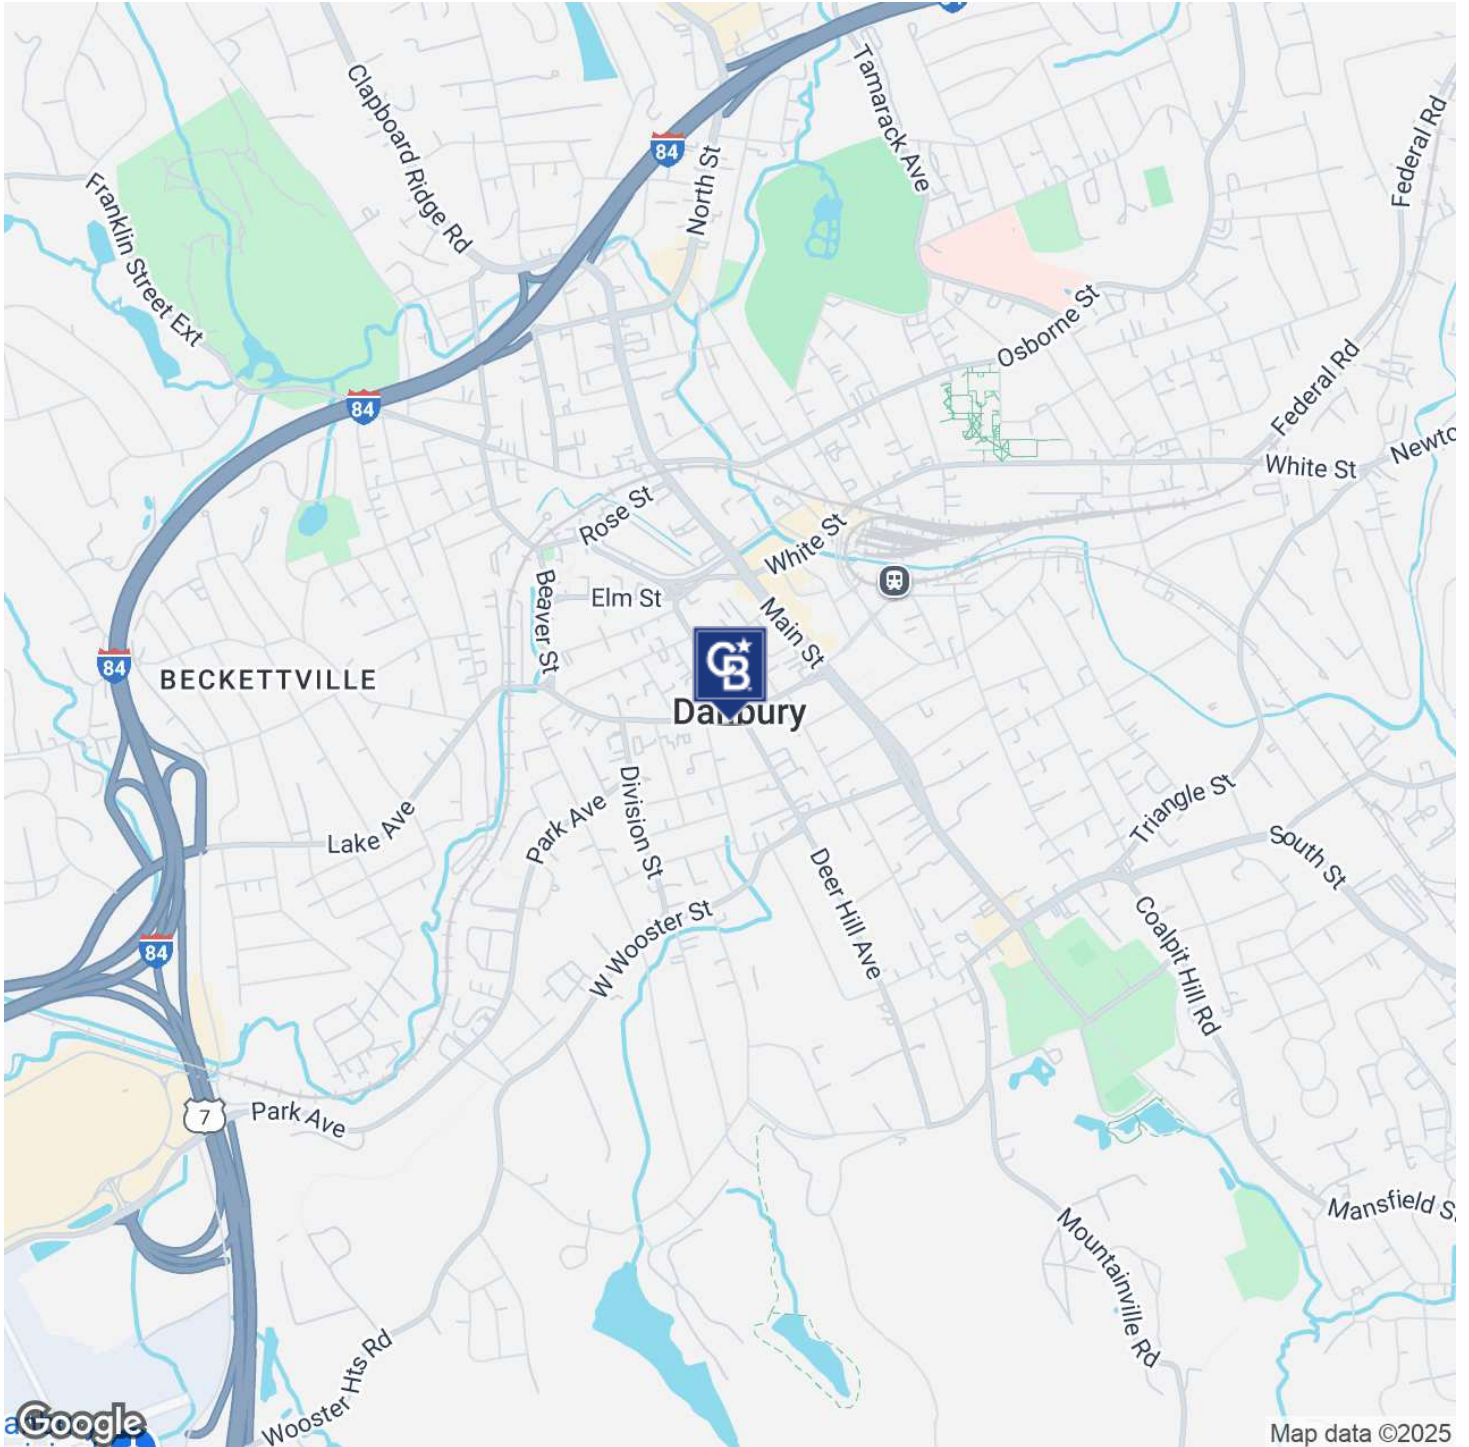 84
Tamarack Ave
Clapboard Ridge Rd
84
North St
Federal Rd
Franklin Street Ext
Osborne St
Federal Rd
84
White St
Rose St
White St
Beaver St
Elm St
Main St
84
BECKETTVILLE
CB
Danbury
Division St
Park Ave
Triangle St
Lake Ave
South St
Deer Hill Ave
Coalpit Hill Rd
W Wooster St
84
7
Park Ave
Mansfield
Mountainville Rd
Wooster Hts Rd
Google
Map data ©2025